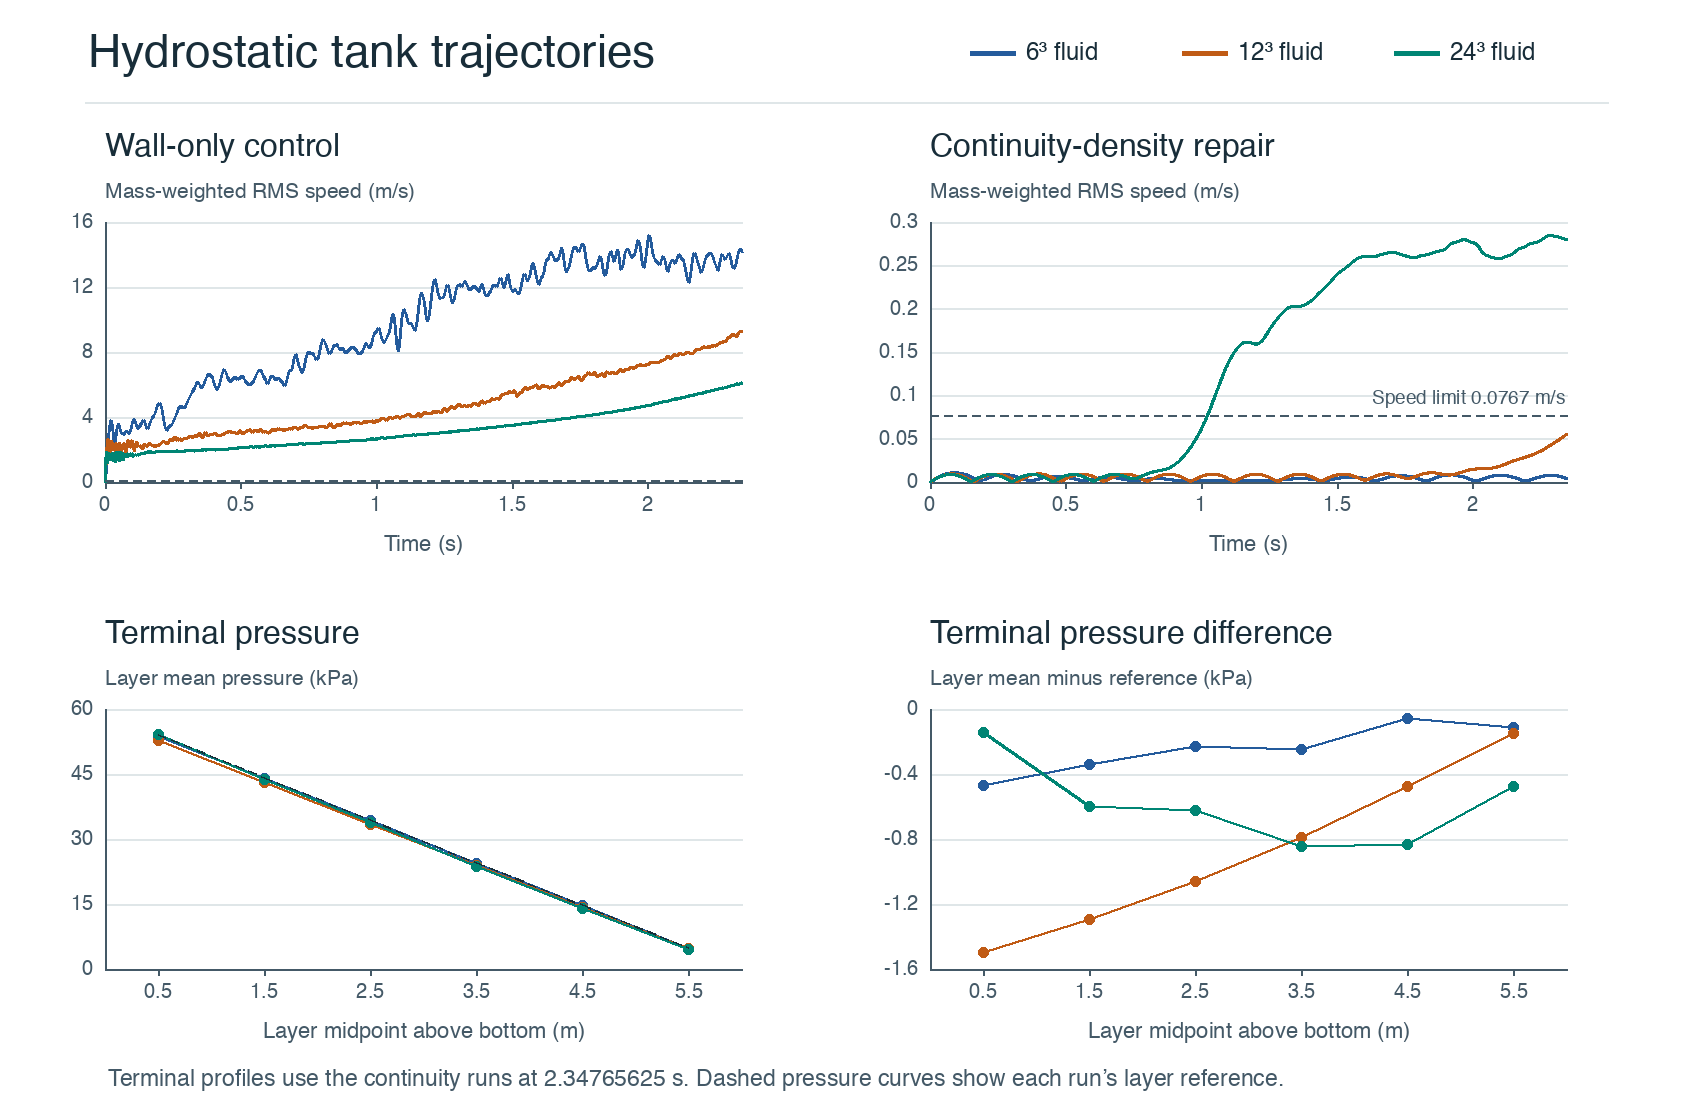 Hydrostatic tank trajectories
6³ fluid
12³ fluid
24³ fluid
Wall-only control
Mass-weighted RMS speed (m/s)
16
12
8
4
0
0
0.5
1
1.5
2
Time (s)
Continuity-density repair
Mass-weighted RMS speed (m/s)
0.3
0.25
0.2
0.15
0.1
0.05
0
Speed limit 0.0767 m/s
0
0.5
1
1.5
2
Time (s)
Terminal pressure
Layer mean pressure (kPa)
60
45
30
15
0
0.5
1.5
2.5
3.5
4.5
5.5
Layer midpoint above bottom (m)
Terminal pressure difference
Layer mean minus reference (kPa)
0
-0.4
-0.8
-1.2
-1.6
0.5
1.5
2.5
3.5
4.5
5.5
Layer midpoint above bottom (m)
Terminal profiles use the continuity runs at 2.34765625 s. Dashed pressure curves show each run’s layer reference.